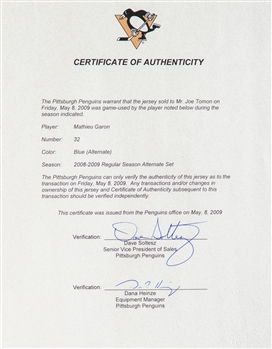 CERTIFICATE OF AUTHENTICITY
The Pittsburgh Penguins warrant that the jersey sold to Mr. Joe Tomon on
Friday, May 8, 2009 was game-used by the player noted below during the
season indicated.
Player: Mathieu Garon
Number: 32
Color: Blue (Alternate)
Season: 2008-2009 Regular Season Alternate Set
The Pittsburgh Penguins can only verify the authenticity of this jersey as to the
transaction on Friday, May 8, 2009. Any transactions and/or changes in
ownership of this jersey and Certificate of Authenticity subsequent to this
transaction should be verified independently.
This certificate was issued from the Penguins office on May, 8, 2009
Verification:
Dave Soltesz
Senior Vice President of Sales
Pittsburgh Penguins
Verification:
Dana Heinze
Equipment Manager
Pittsburgh Penguins